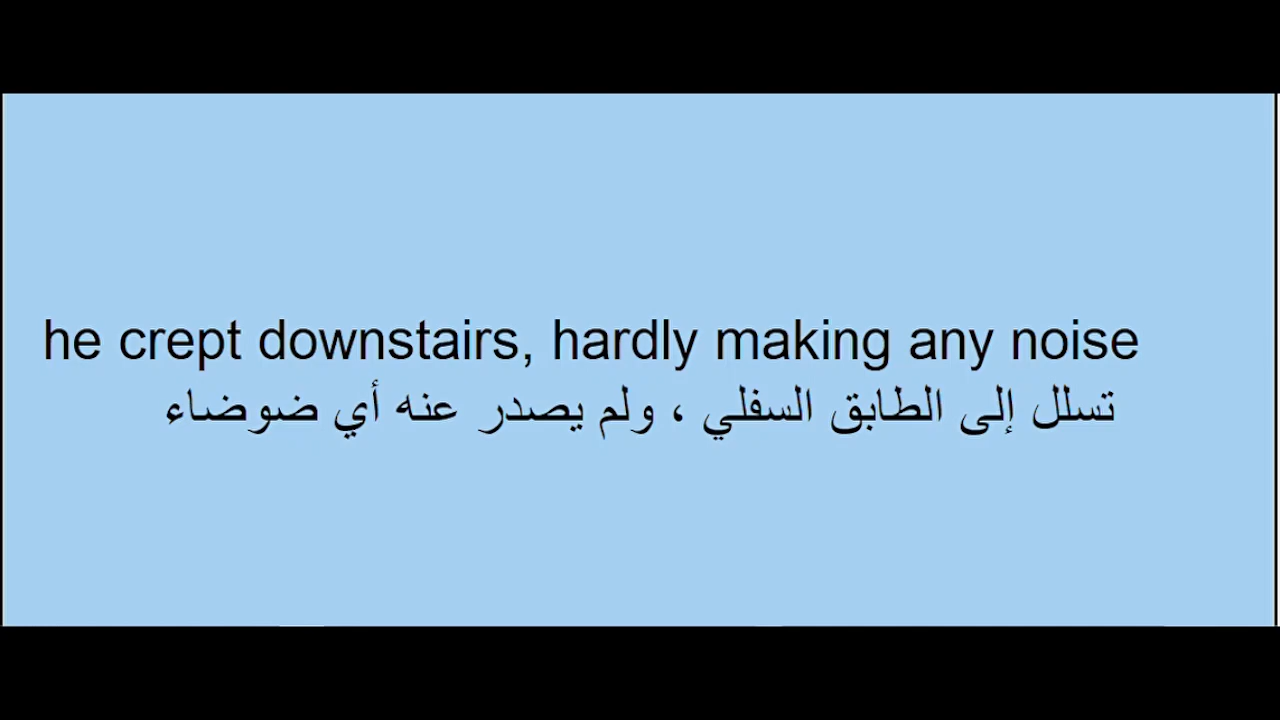 he crept downstairs, hardly making any noise
تسلل إلى الطابق السفلي ، ولم يصدر عنه أي ضوضاء